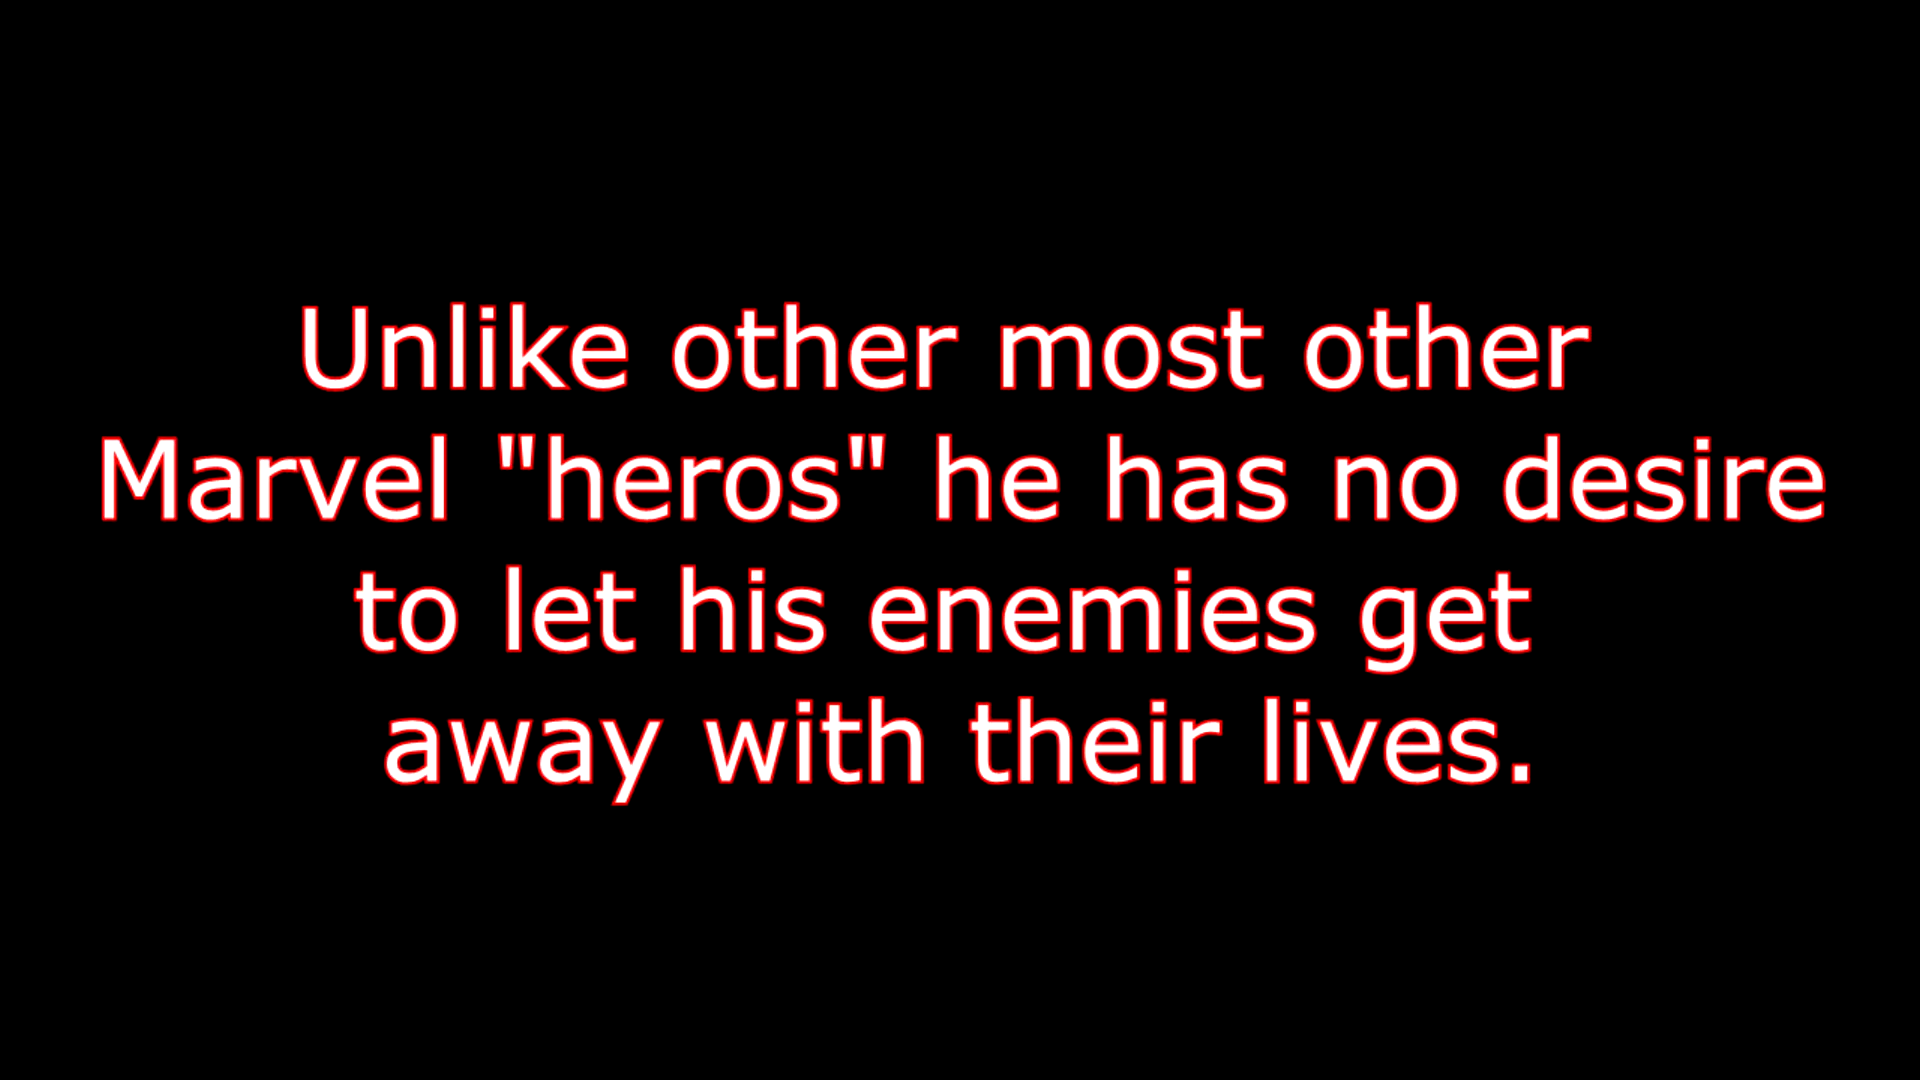 Unlike other most other
Marvel "heros" he has no desire
to let his enemies get
away with their lives.